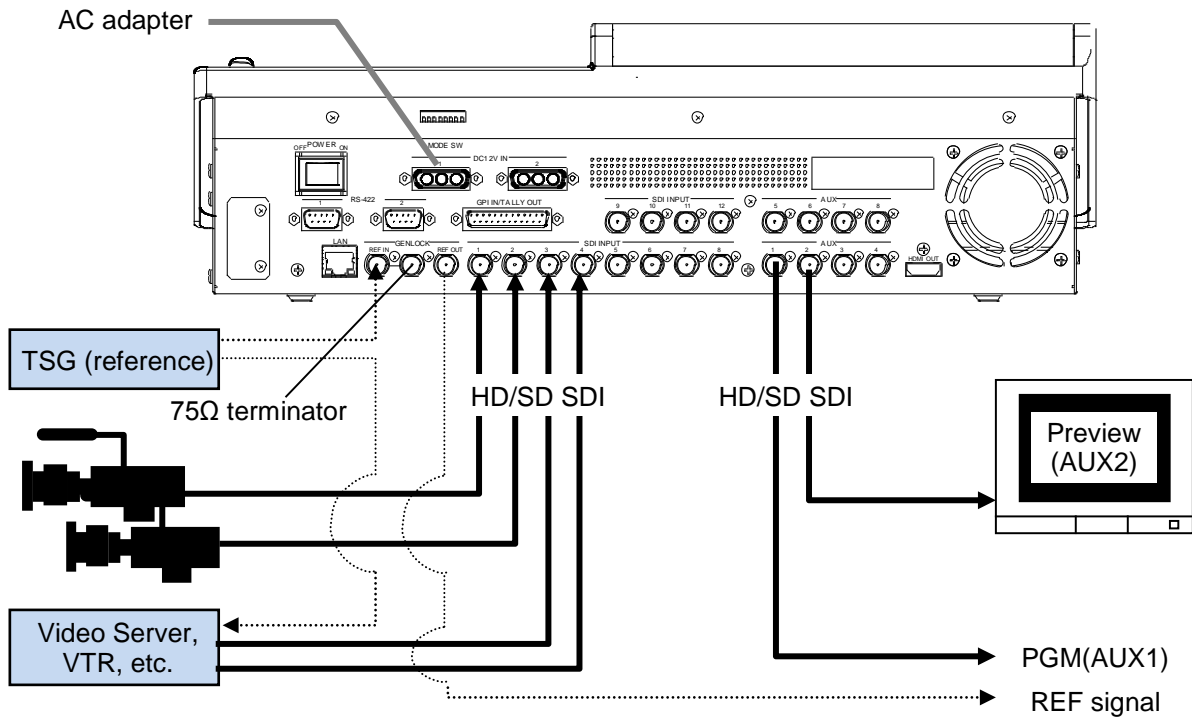 AC adapter
MODE SW
OFF POWER ON
DC12V IN
1 2
1 RS-422 2
GPI IN/TALLY OUT
SDI INPUT
9 10 11 12
AUX
5 6 7 8
LAN
REF IN GENLOCK REF OUT
SDI INPUT
1 2 3 4 5 6 7 8
AUX
1 2 3 4
HDMI OUT
TSG (reference)
75Ω terminator
HD/SD SDI
HD/SD SDI
Preview
(AUX2)
Video Server,
VTR, etc.
PGM(AUX1)
REF signal